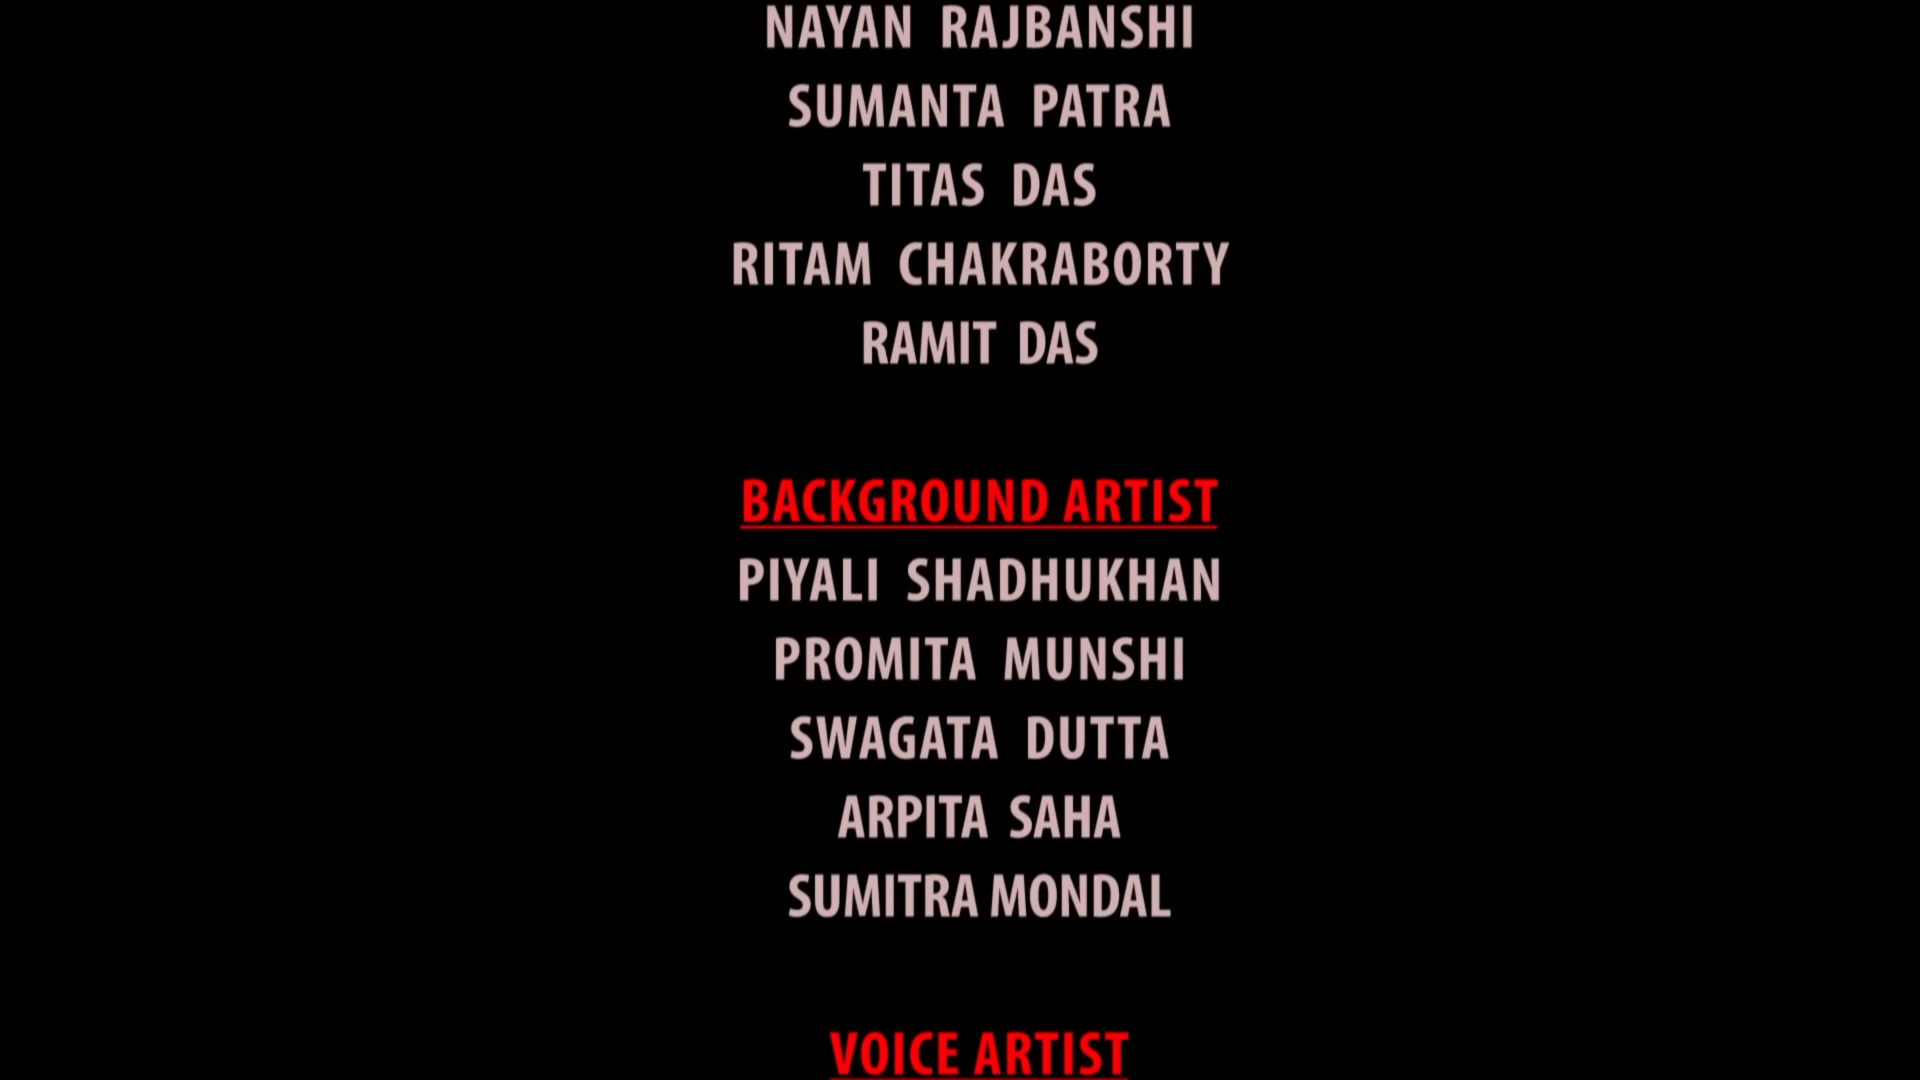 NAYAN RAJBANSHI
SUMANTA PATRA
TITAS DAS
RITAM CHAKRABORTY
RAMIT DAS
BACKGROUND ARTIST
PIYALI SHADHUKHAN
PROMITA MUNSHI
SWAGATA DUTTA
ARPITA SAHA
SUMITRA MONDAL
VOICE ARTIST